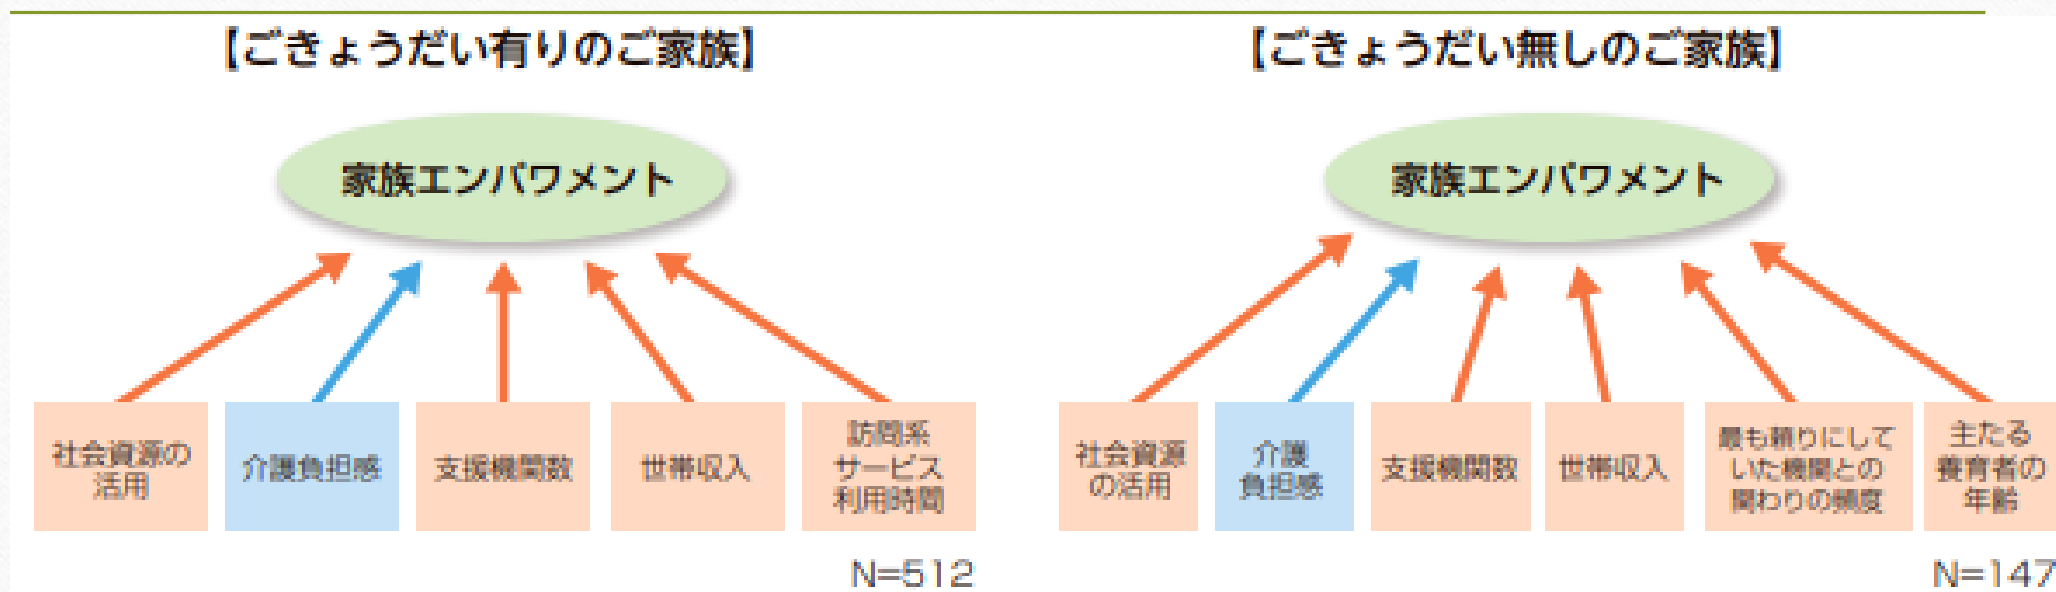 【ごきょうだい有りのご家族】
家族エンパワメント
社会資源の
活用
介護負担感
支援機関数
世帯収入
訪問系
サービス
利用時間
N=512
【ごきょうだい無しのご家族】
家族エンパワメント
社会資源
の活用
介護
負担感
支援機関数
世帯収入
最も頼りにして
いた機関との
関わりの頻度
主たる
養育者の
年齢
N=147